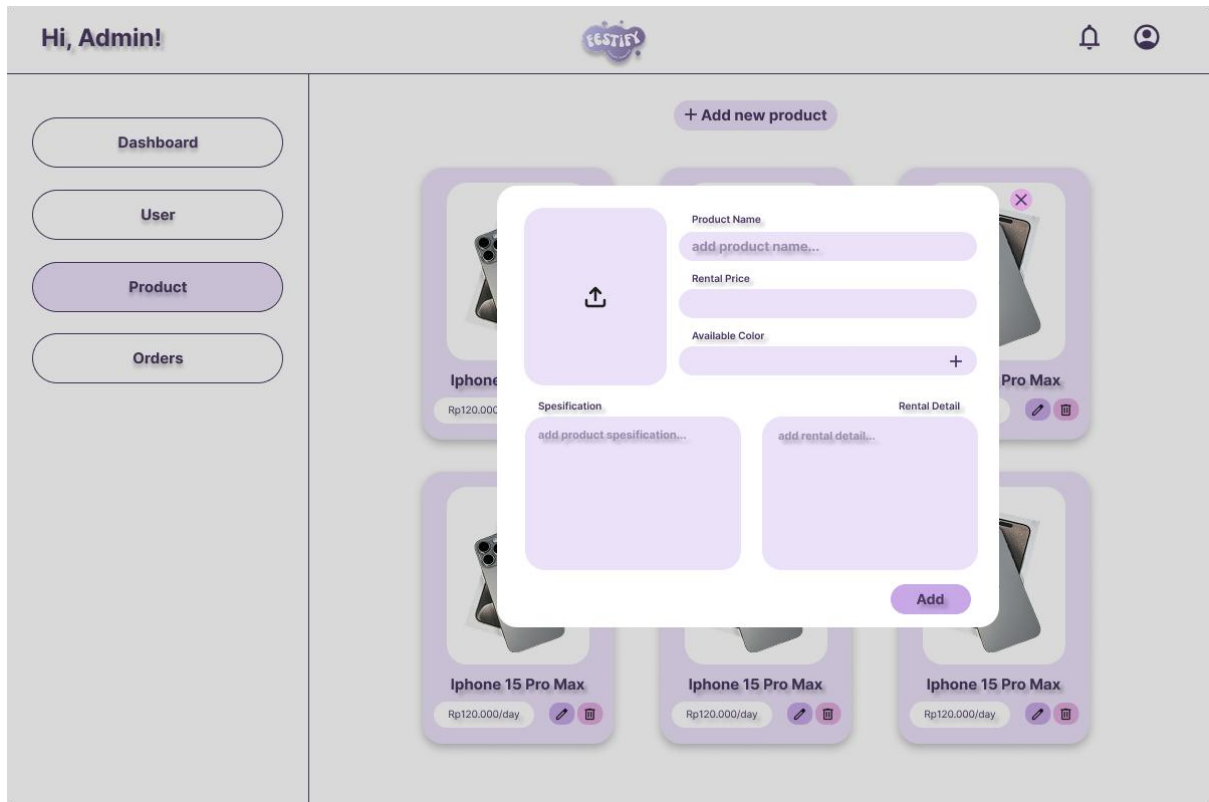 Hi, Admin!
FESTIFY
Dashboard
User
Product
Orders
+ Add new product
Product Name
add product name...
Rental Price
Available Color
+
Spesification
Rental Detail
add product spesification...
add rental detail...
Add
Iphone
Pro Max
Rp120.000
Iphone 15 Pro Max
Iphone 15 Pro Max
Iphone 15 Pro Max
Rp120.000/day
Rp120.000/day
Rp120.000/day